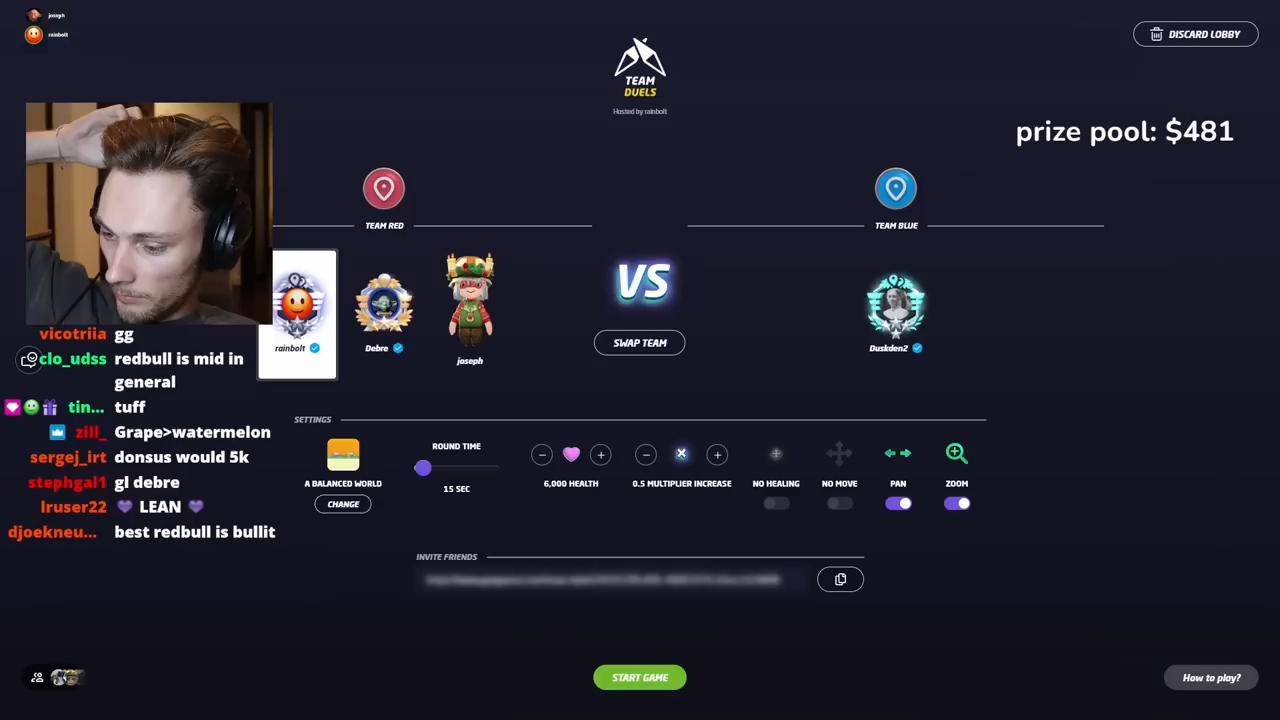 joseph
rainbolt
DISCARD LOBBY
TEAM
DUELS
Hosted by rainbolt
prize pool: $481
TEAM RED
TEAM BLUE
rainbolt
Debre
joseph
VS
SWAP TEAM
Duskden2
vicotriia gg
clo_udss redbull is mid in
general
tin... tuff
zill_ Grape>watermelon
sergej_irt donsus would 5k
stephgal1 gl debre
lruser22 💜 LEAN 💜
djoekneu... best redbull is bullit
SETTINGS
A BALANCED WORLD
CHANGE
ROUND TIME
15 SEC
6,000 HEALTH
0.5 MULTIPLIER INCREASE
NO HEALING
NO MOVE
PAN
ZOOM
INVITE FRIENDS
START GAME
How to play?